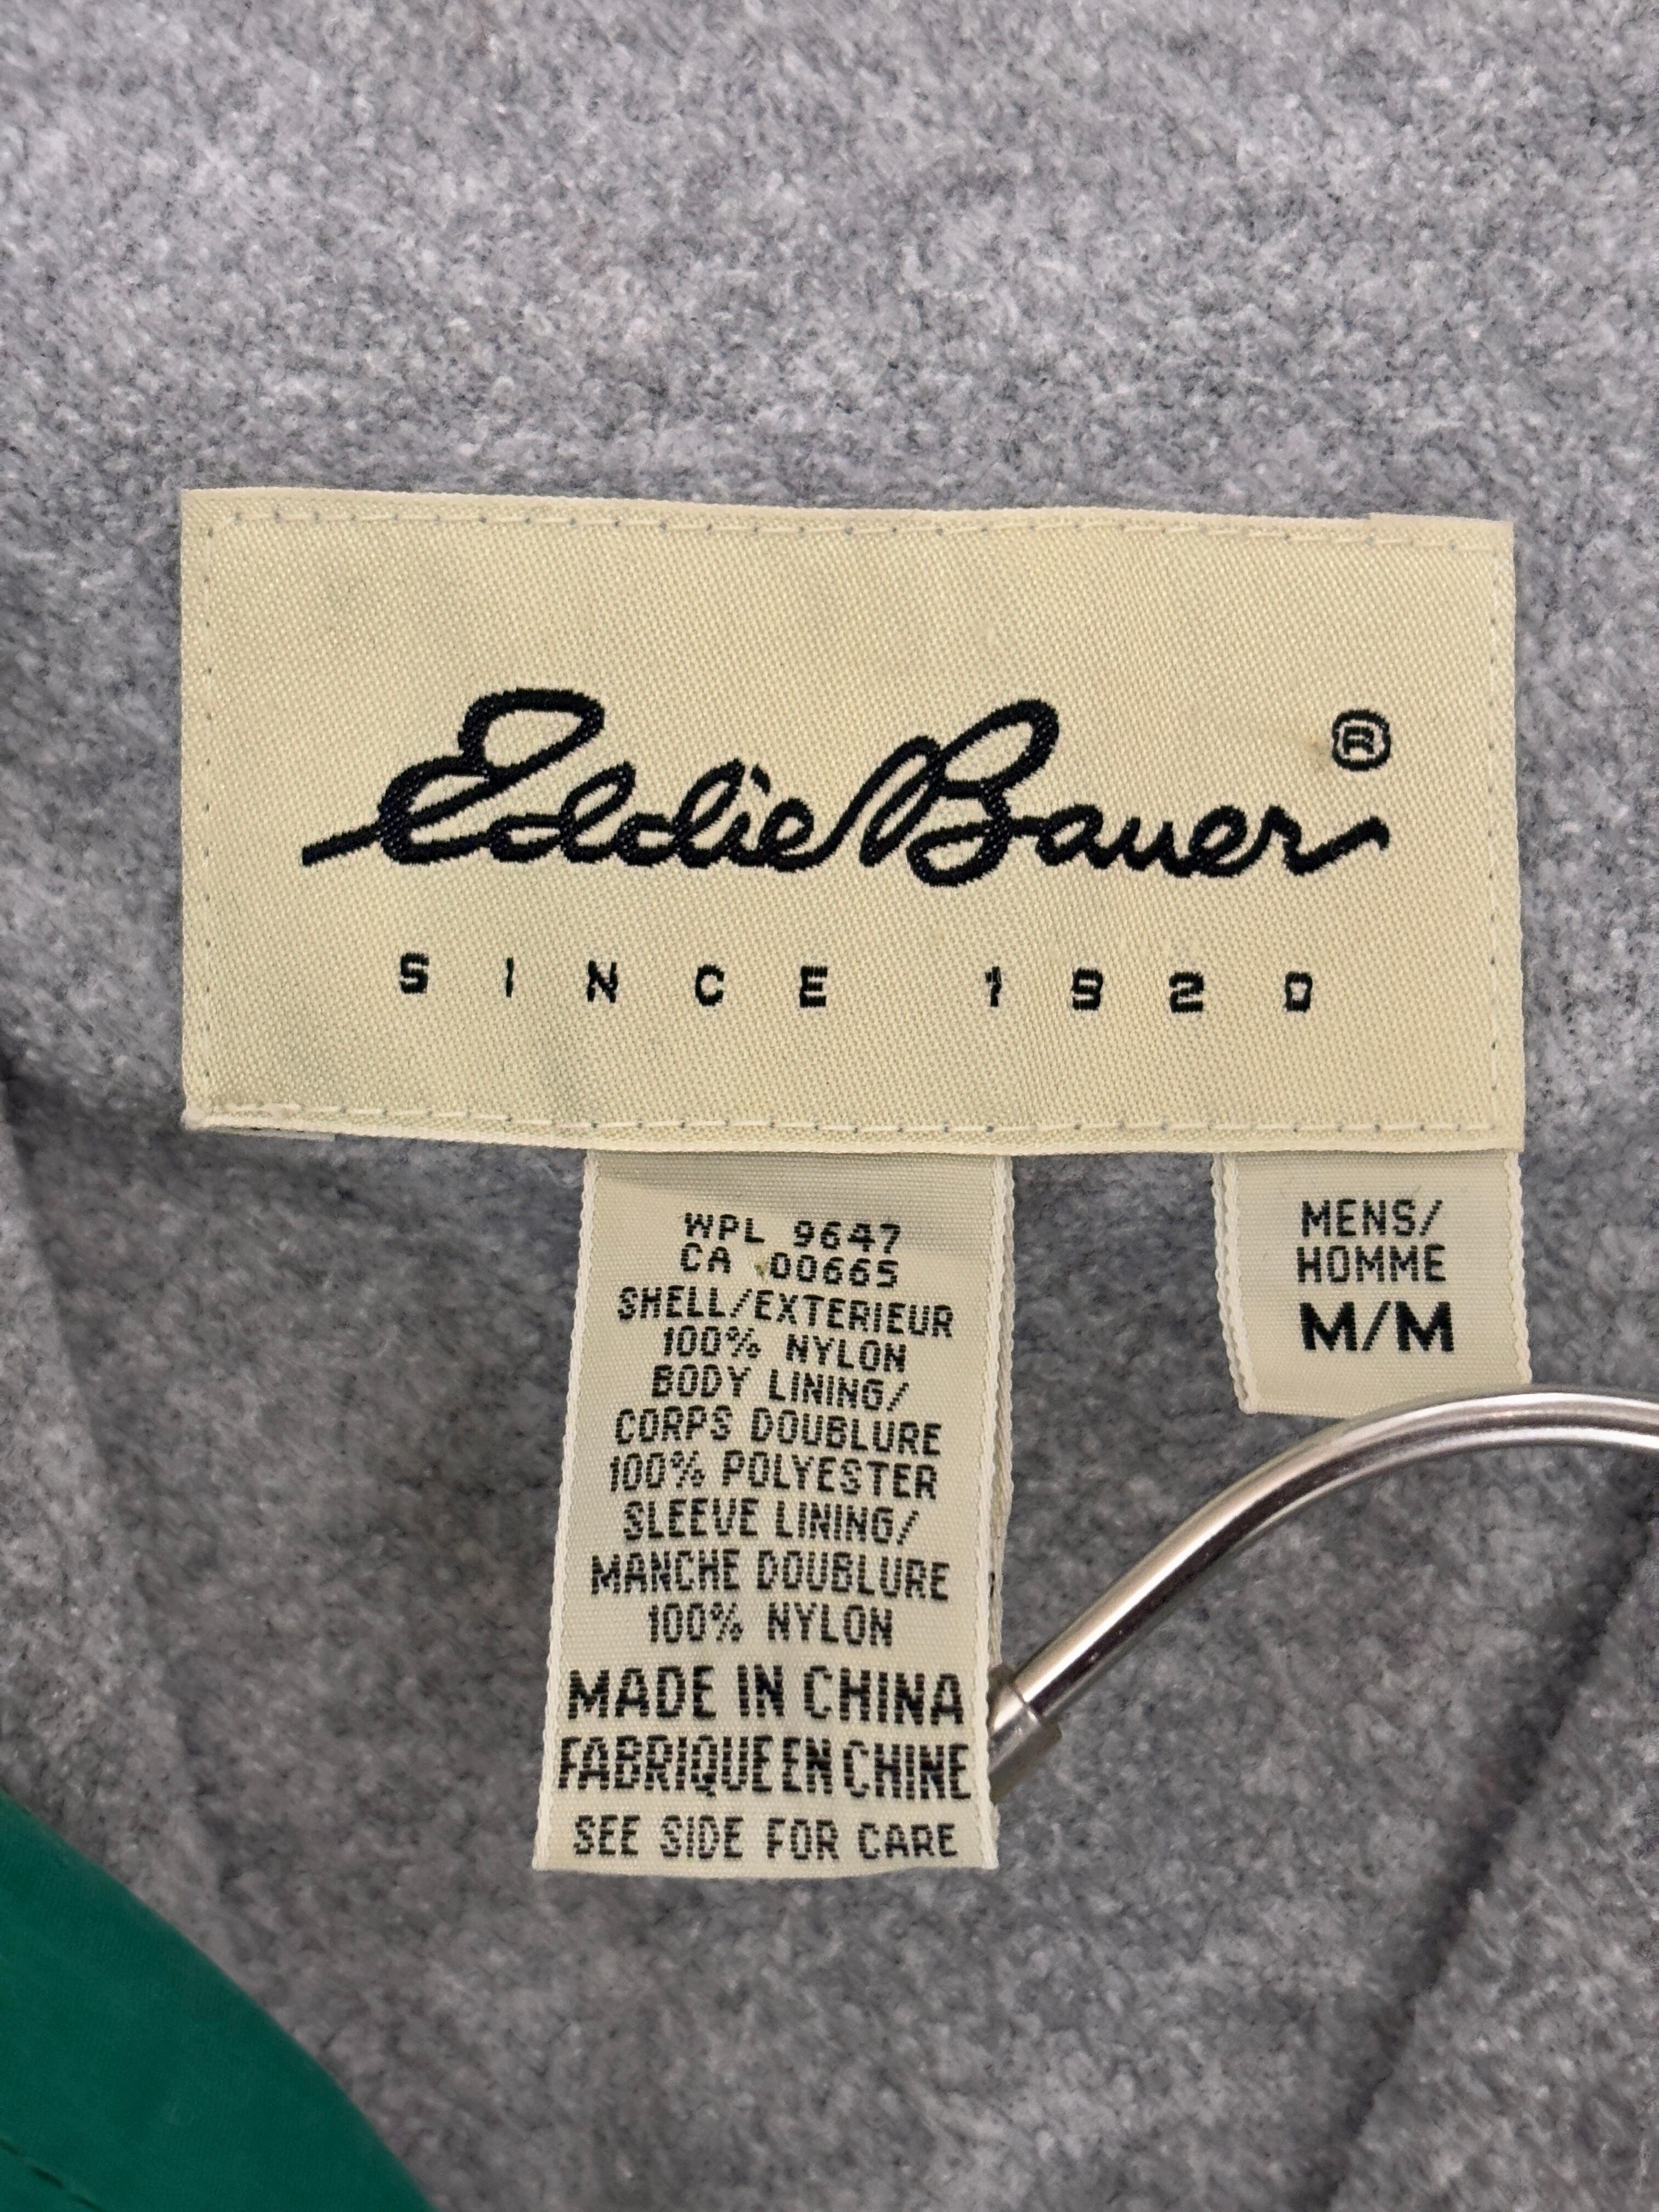 Eddie Bauer ®
SINCE 1920
WPL 9647
CA 00665
SHELL/EXTERIEUR
100% NYLON
BODY LINING/
CORPS DOUBLURE
100% POLYESTER
SLEEVE LINING/
MANCHE DOUBLURE
100% NYLON
MADE IN CHINA
FABRIQUE EN CHINE
SEE SIDE FOR CARE
MENS/
HOMME
M/M